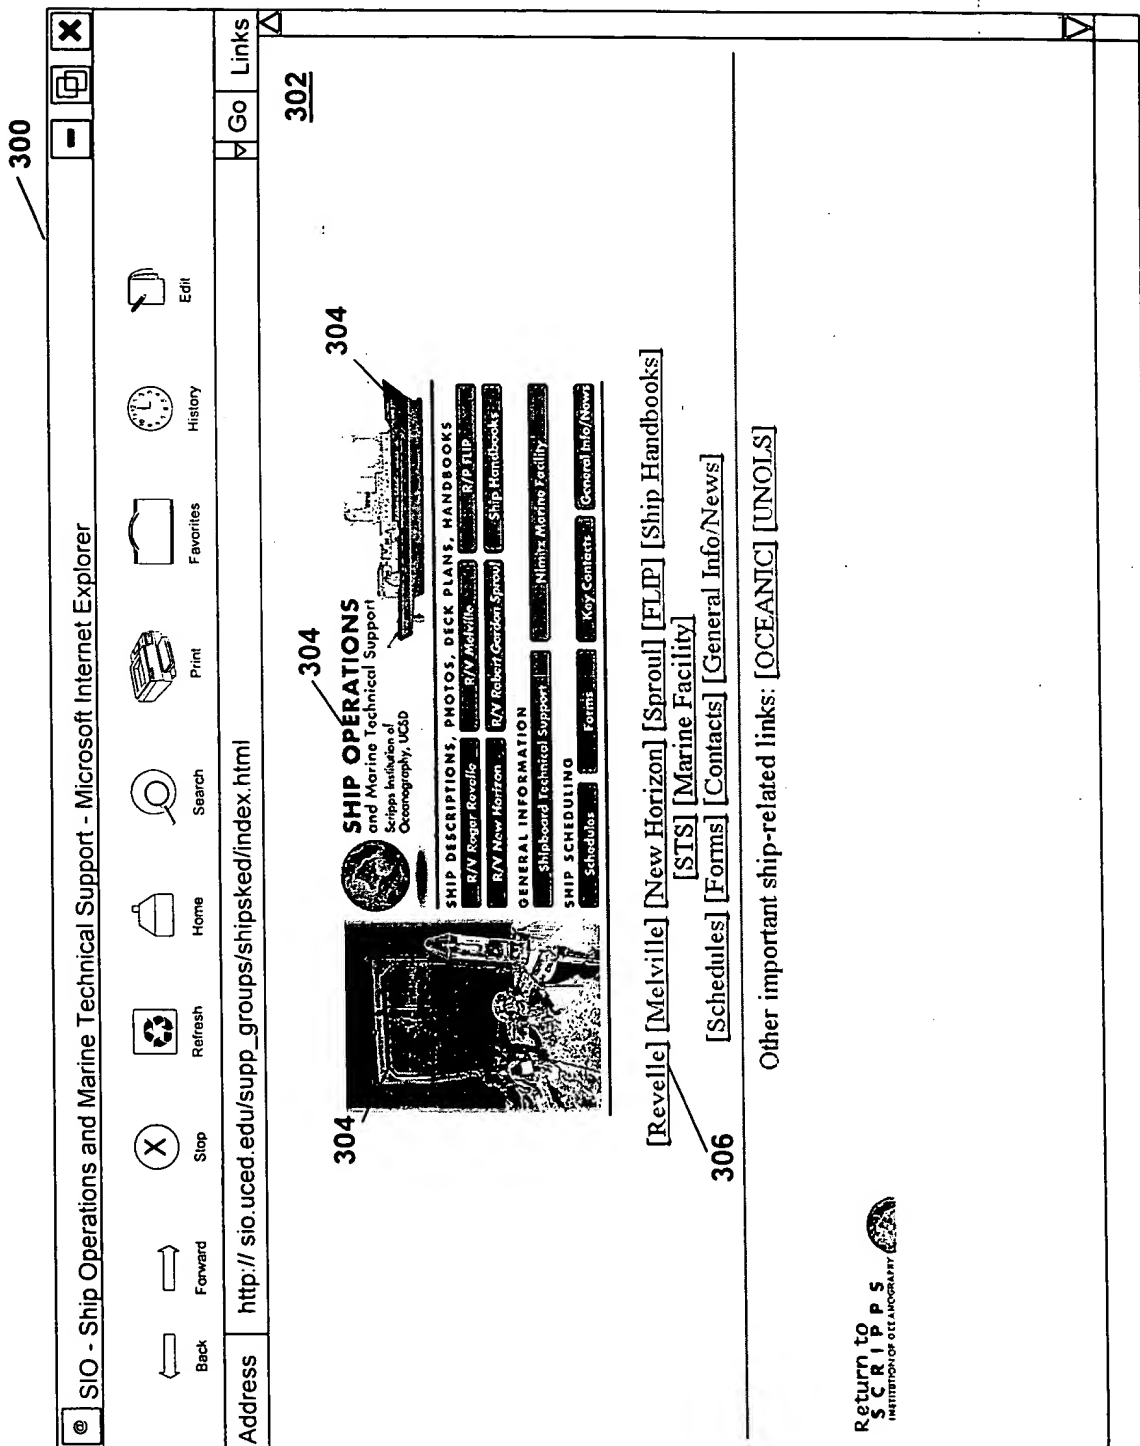 300
@ SIO - Ship Operations and Marine Technical Support - Microsoft Internet Explorer
Back Forward Stop Refresh Home Search Print Favorites History Edit
Address http:// sio.uced.edu/supp_groups/shipsked/index.html Go Links
302
304 304 304
SHIP OPERATIONS
and Marine Technical Support
Scripps Institution of
Oceanography, UCSD
SHIP DESCRIPTIONS, PHOTOS, DECK PLANS, HANDBOOKS
R/V Roger Revelle R/V Melville R/P FLIP
R/V New Horizon R/V Robert Gordon Sproul Ship Handbooks
GENERAL INFORMATION
Shipboard Technical Support Nimitz Marine Facility
SHIP SCHEDULING
Schedules Forms Key Contacts General Info/News
[Revelle] [Melville] [New Horizon] [Sproul] [FLIP] [Ship Handbooks]
[STS] [Marine Facility]
[Schedules] [Forms] [Contacts] [General Info/News]
306
Other important ship-related links: [OCEANIC] [UNOLS]
Return to
SCRIPPS
INSTITUTION OF OCEANOGRAPHY